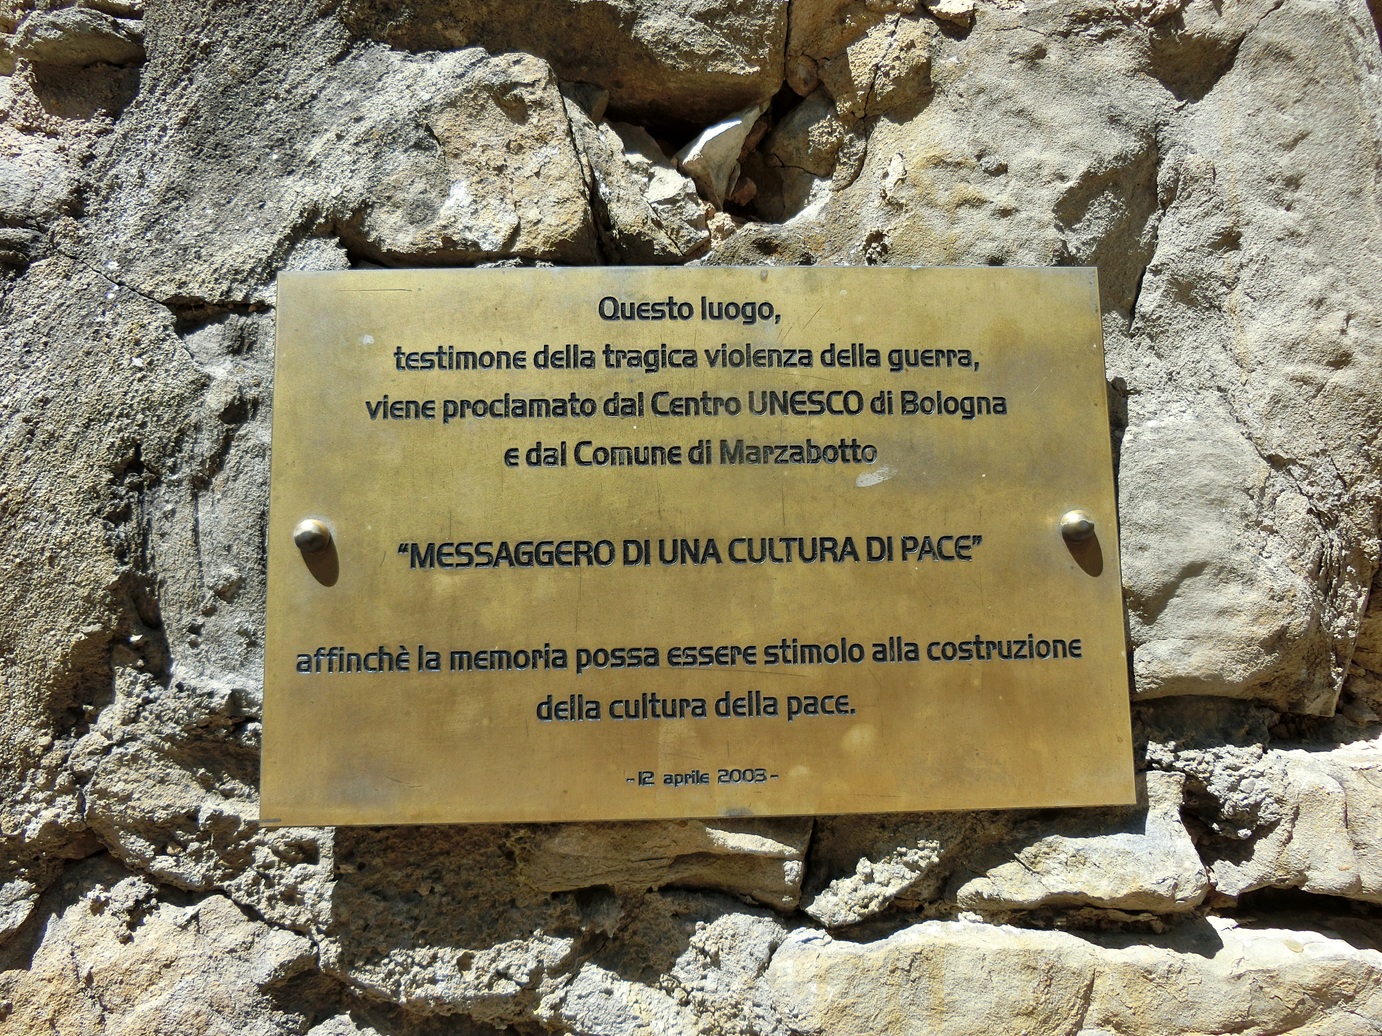 Questo luogo,
testimone della tragica violenza della guerra,
viene proclamato dal Centro UNESCO di Bologna
e dal Comune di Marzabotto
“MESSAGGERO DI UNA CULTURA DI PACE”
affinchè la memoria possa essere stimolo alla costruzione
della cultura della pace.
-12 aprile 2003-